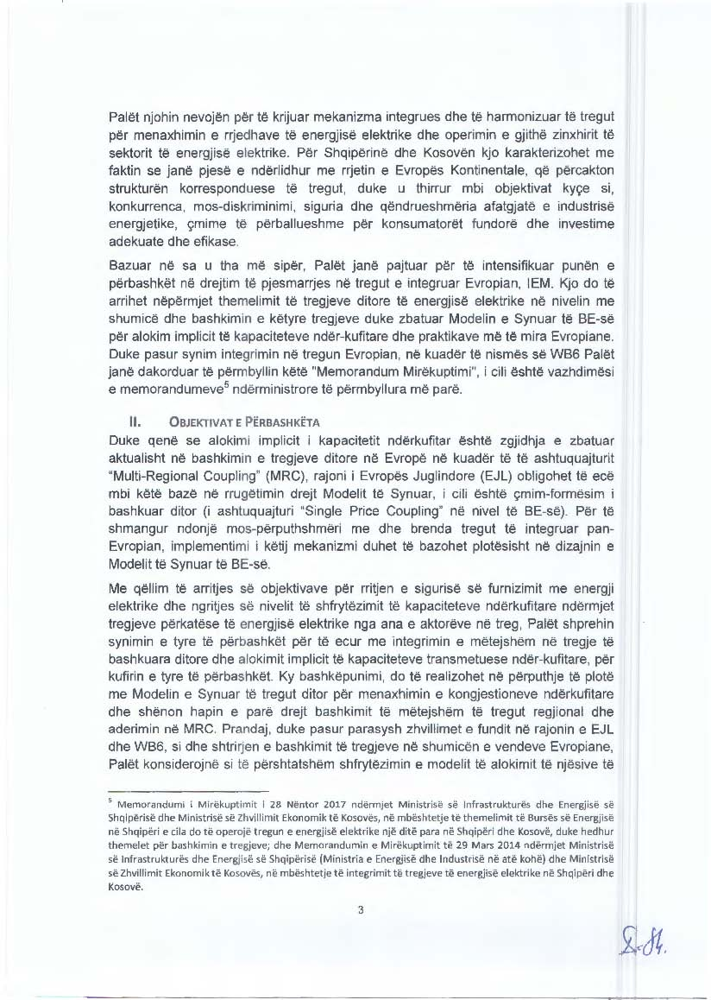 Palët njohin nevojën për të krijuar mekanizma integrues dhe të harmonizuar të tregut
për menaxhimin e rrjedhave të energjisë elektrike dhe operimin e gjithë zinxhirit të
sektorit të energjisë elektrike. Për Shqipërinë dhe Kosovën kjo karakterizohet me
faktin se janë pjesë e ndërlidhur me rrjetin e Evropës Kontinentale, që përcakton
strukturën korresponduese të tregut, duke u thirrur mbi objektivat kyçe si,
konkurrenca, mos-diskriminimi, siguria dhe qëndrueshmëria afatgjatë e industrisë
energjetike, çmime të përballueshme për konsumatorët fundorë dhe investime
adekuate dhe efikase.
Bazuar në sa u tha më sipër, Palët janë pajtuar për të intensifikuar punën e
përbashkët në drejtim të pjesmarrjes në tregut e integruar Evropian, IEM. Kjo do të
arrihet nëpërmjet themelimit të tregjeve ditore të energjisë elektrike në nivelin me
shumicë dhe bashkimin e këtyre tregjeve duke zbatuar Modelin e Synuar të BE-së
për alokim implicit të kapaciteteve ndër-kufitare dhe praktikave më të mira Evropiane.
Duke pasur synim integrimin në tregun Evropian, në kuadër të nismës së WB6 Palët
janë dakorduar të përmbyllin këtë "Memorandum Mirëkuptimi", i cili është vazhdimësi
e memorandumeve5 ndërministrore të përmbyllura më parë.
II. OBJEKTIVAT E PËRBASHKËTA
Duke qenë se alokimi implicit i kapacitetit ndërkufitar është zgjidhja e zbatuar
aktualisht në bashkimin e tregjeve ditore në Evropë në kuadër të të ashtuquajturit
"Multi-Regional Coupling" (MRC), rajoni i Evropës Juglindore (EJL) obligohet të ecë
mbi këtë bazë në rrugëtimin drejt Modelit të Synuar, i cili është çmim-formësim i
bashkuar ditor (i ashtuquajturi "Single Price Coupling" në nivel të BE-së). Për të
shmangur ndonjë mos-përputhshmëri me dhe brenda tregut të integruar pan-
Evropian, implementimi i këtij mekanizmi duhet të bazohet plotësisht në dizajnin e
Modelit të Synuar të BE-së.
Me qëllim të arritjes së objektivave për rritjen e sigurisë së furnizimit me energji
elektrike dhe ngritjes së nivelit të shfrytëzimit të kapaciteteve ndërkufitare ndërmjet
tregjeve përkatëse të energjisë elektrike nga ana e aktorëve në treg, Palët shprehin
synimin e tyre të përbashkët për të ecur me integrimin e mëtejshëm në tregje të
bashkuara ditore dhe alokimit implicit të kapaciteteve transmetuese ndër-kufitare, për
kufirin e tyre të përbashkët. Ky bashkëpunimi, do të realizohet në përputhje të plotë
me Modelin e Synuar të tregut ditor për menaxhimin e kongjestioneve ndërkufitare
dhe shënon hapin e parë drejt bashkimit të mëtejshëm të tregut regjional dhe
aderimin në MRC. Prandaj, duke pasur parasysh zhvillimet e fundit në rajonin e EJL
dhe WB6, si dhe shtrirjen e bashkimit të tregjeve në shumicën e vendeve Evropiane,
Palët konsiderojnë si të përshtatshëm shfrytëzimin e modelit të alokimit të njësive të
5 Memorandumi i Mirëkuptimit i 28 Nëntor 2017 ndërmjet Ministrisë së Infrastrukturës dhe Energjisë së
Shqipërisë dhe Ministrisë së Zhvillimit Ekonomik të Kosovës, në mbështetje të themelimit të Bursës së Energjisë
në Shqipëri e cila do të operojë tregun e energjisë elektrike një ditë para në Shqipëri dhe Kosovë, duke hedhur
themelet për bashkimin e tregjeve; dhe Memorandumin e Mirëkuptimit të 29 Mars 2014 ndërmjet Ministrisë
së Infrastrukturës dhe Energjisë së Shqipërisë (Ministria e Energjisë dhe Industrisë në atë kohë) dhe Ministrisë
së Zhvillimit Ekonomik të Kosovës, në mbështetje të integrimit të tregjeve të energjisë elektrike në Shqipëri dhe
Kosovë.
3